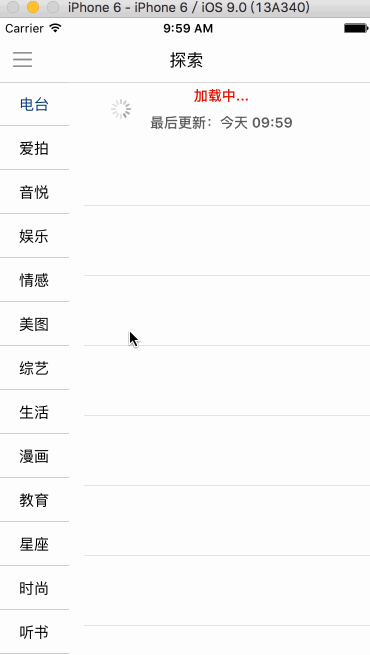 iPhone 6 - iPhone 6 / iOS 9.0 (13A340)
Carrier 9:59 AM
探索
电台
加载中...
最后更新：今天 09:59
爱拍
音悦
娱乐
情感
美图
综艺
生活
漫画
教育
星座
时尚
听书